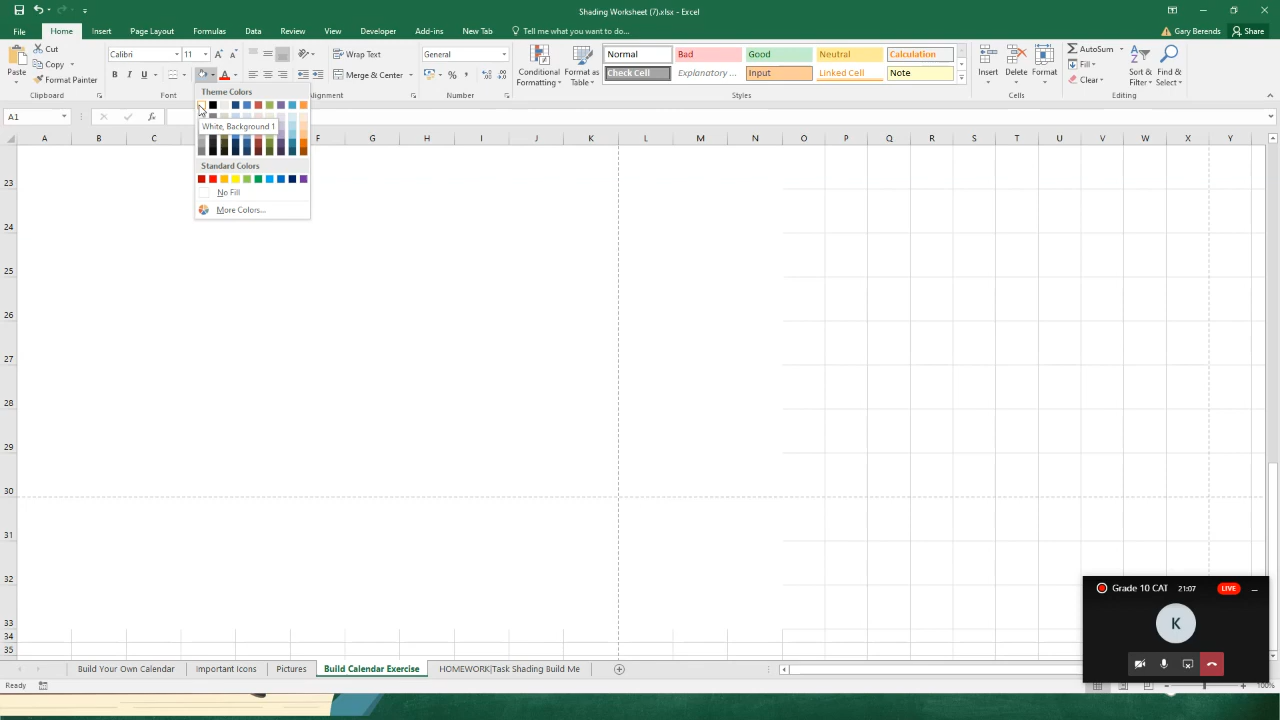 Shading Worksheet (7).xlsx - Excel
Gary Berends
Share
File Home Insert Page Layout Formulas Data Review View Developer Add-ins New Tab Tell me what you want to do...
Paste
Cut
Copy
Format Painter
Clipboard
Calibri 11
B I U
Font
Wrap Text
Merge & Center
Alignment
General
Number
Conditional Formatting
Format as Table
Normal Bad Good Neutral Calculation
Check Cell Explanatory ... Input Linked Cell Note
Styles
Insert Delete Format
Cells
AutoSum
Fill
Clear
Sort & Filter
Find & Select
Editing
Theme Colors
White, Background 1
Standard Colors
No Fill
More Colors...
A1
A B C F G H I J K L M N O P Q R S T U V W X Y
23
24
25
26
27
28
29
30
31
32
33
34
35
Grade 10 CAT 21:07 LIVE
K
Build Your Own Calendar Important Icons Pictures Build Calendar Exercise HOMEWORK|Task Shading Build Me
Ready
100%